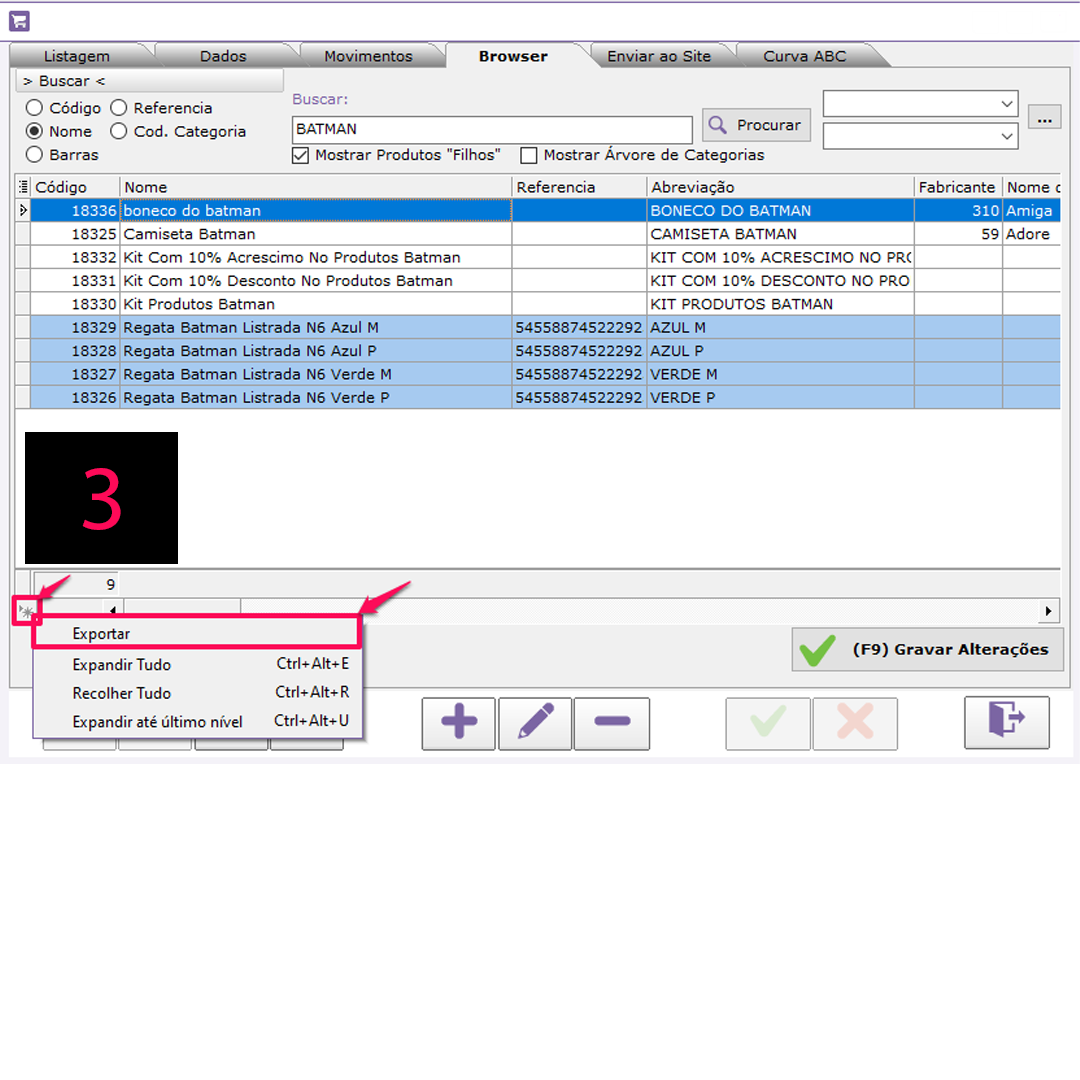 Listagem Dados Movimentos Browser Enviar ao Site Curva ABC
> Buscar <
Código Referencia
Nome Cod. Categoria
Barras
Buscar:
BATMAN
Procurar
...
Mostrar Produtos "Filhos" Mostrar Árvore de Categorias
Código Nome Referencia Abreviação Fabricante Nome
18336 boneco do batman BONECO DO BATMAN 310 Amiga
18325 Camiseta Batman CAMISETA BATMAN 59 Adore
18332 Kit Com 10% Acrescimo No Produtos Batman KIT COM 10% ACRESCIMO NO PRO
18331 Kit Com 10% Desconto No Produtos Batman KIT COM 10% DESCONTO NO PRO
18330 Kit Produtos Batman KIT PRODUTOS BATMAN
18329 Regata Batman Listrada N6 Azul M 54558874522292 AZUL M
18328 Regata Batman Listrada N6 Azul P 54558874522292 AZUL P
18327 Regata Batman Listrada N6 Verde M 54558874522292 VERDE M
18326 Regata Batman Listrada N6 Verde P 54558874522292 VERDE P
3
9
Exportar
Expandir Tudo Ctrl+Alt+E
Recolher Tudo Ctrl+Alt+R
Expandir até último nível Ctrl+Alt+U
(F9) Gravar Alterações